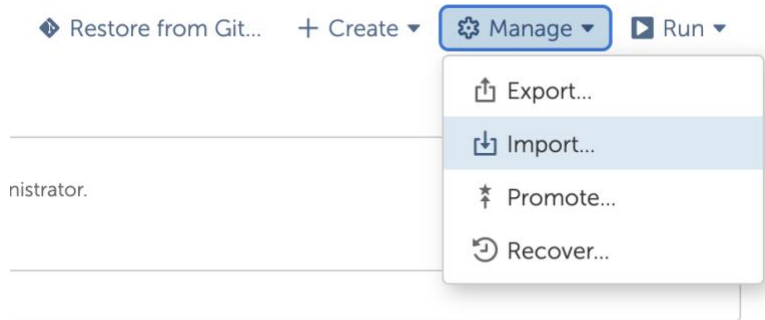 Restore from Git... Create Manage Run
Export...
Import...
nistrator.
Promote...
Recover...